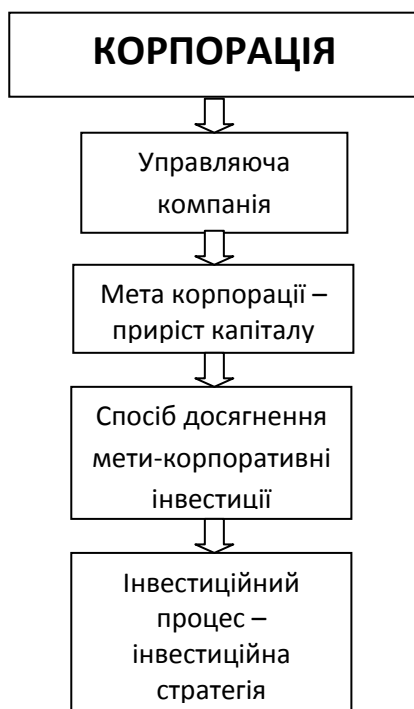 КОРПОРАЦІЯ
Управляюча
компанія
Мета корпорації –
приріст капіталу
Спосіб досягнення
мети-корпоративні
інвестиції
Інвестиційний
процес –
інвестиційна
стратегія